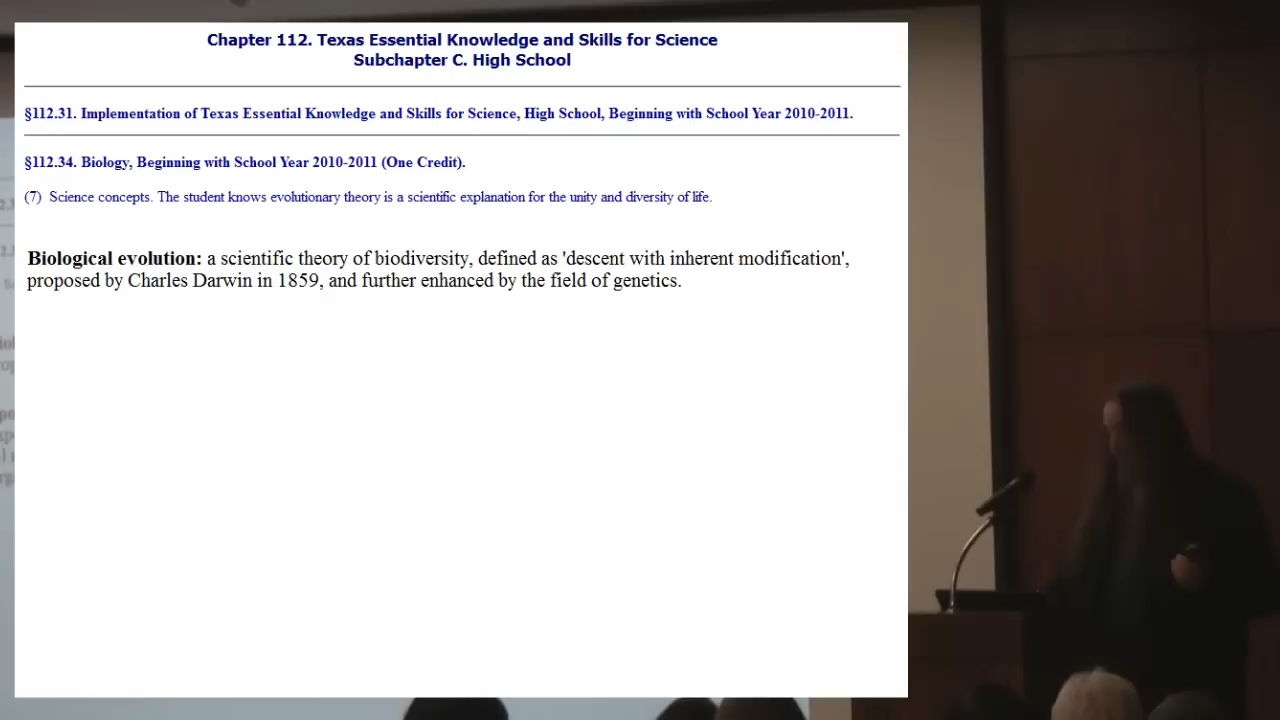 Chapter 112. Texas Essential Knowledge and Skills for Science
Subchapter C. High School
§112.31. Implementation of Texas Essential Knowledge and Skills for Science, High School, Beginning with School Year 2010-2011.
§112.34. Biology, Beginning with School Year 2010-2011 (One Credit).
(7) Science concepts. The student knows evolutionary theory is a scientific explanation for the unity and diversity of life.
Biological evolution: a scientific theory of biodiversity, defined as 'descent with inherent modification',
proposed by Charles Darwin in 1859, and further enhanced by the field of genetics.